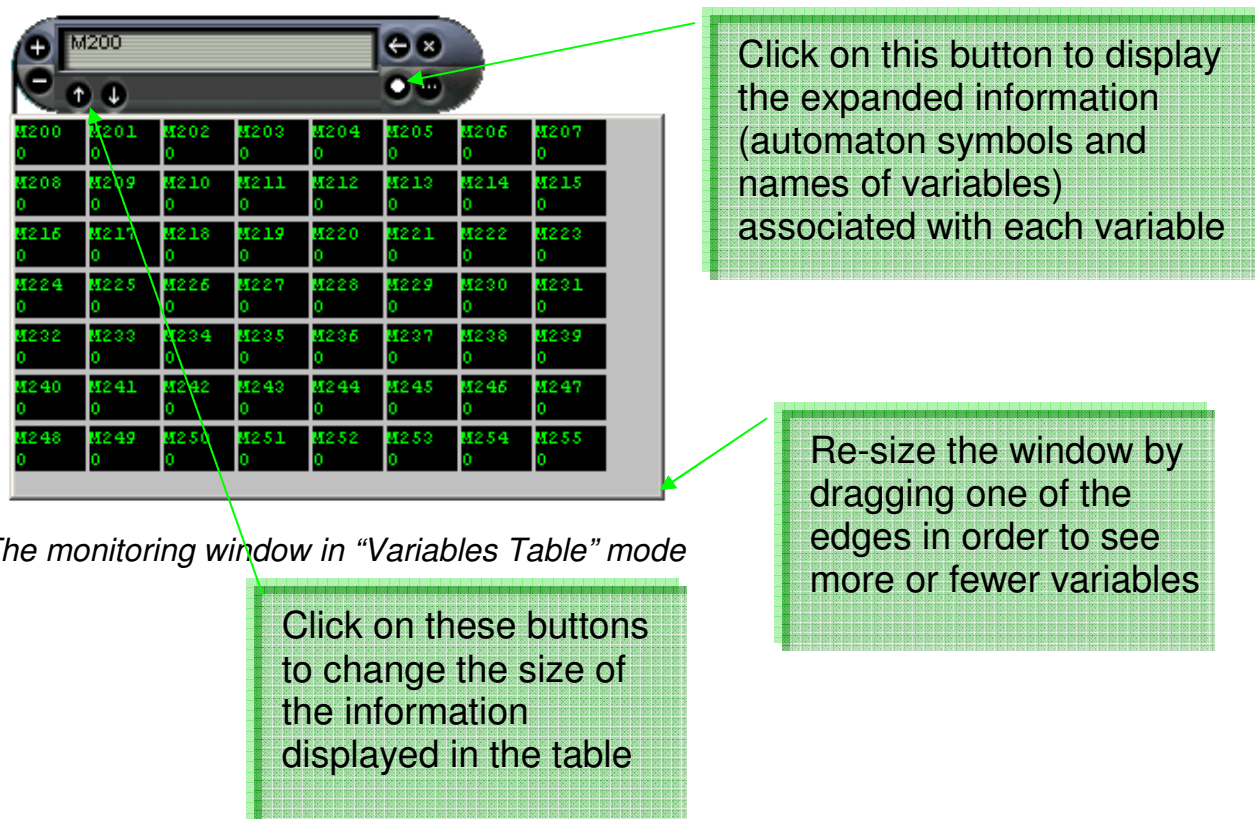 M200
Click on this button to display
the expanded information
(automaton symbols and
names of variables)
associated with each variable
M200 M201 M202 M203 M204 M205 M206 M207
0 0 0 0 0 0 0 0
M208 M209 M210 M211 M212 M213 M214 M215
0 0 0 0 0 0 0 0
M216 M217 M218 M219 M220 M221 M222 M223
0 0 0 0 0 0 0 0
M224 M225 M226 M227 M228 M229 M230 M231
0 0 0 0 0 0 0 0
M232 M233 M234 M235 M236 M237 M238 M239
0 0 0 0 0 0 0 0
M240 M241 M242 M243 M244 M245 M246 M247
0 0 0 0 0 0 0 0
M248 M249 M250 M251 M252 M253 M254 M255
0 0 0 0 0 0 0 0
Re-size the window by
dragging one of the
edges in order to see
more or fewer variables
The monitoring window in “Variables Table” mode
Click on these buttons
to change the size of
the information
displayed in the table